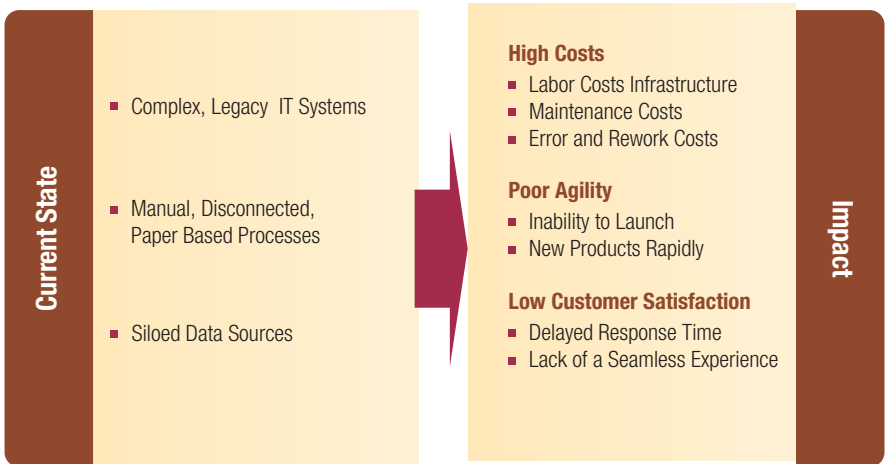 Current State
Complex, Legacy IT Systems
Manual, Disconnected,
Paper Based Processes
Siloed Data Sources
High Costs
Labor Costs Infrastructure
Maintenance Costs
Error and Rework Costs
Poor Agility
Inability to Launch
New Products Rapidly
Low Customer Satisfaction
Delayed Response Time
Lack of a Seamless Experience
Impact